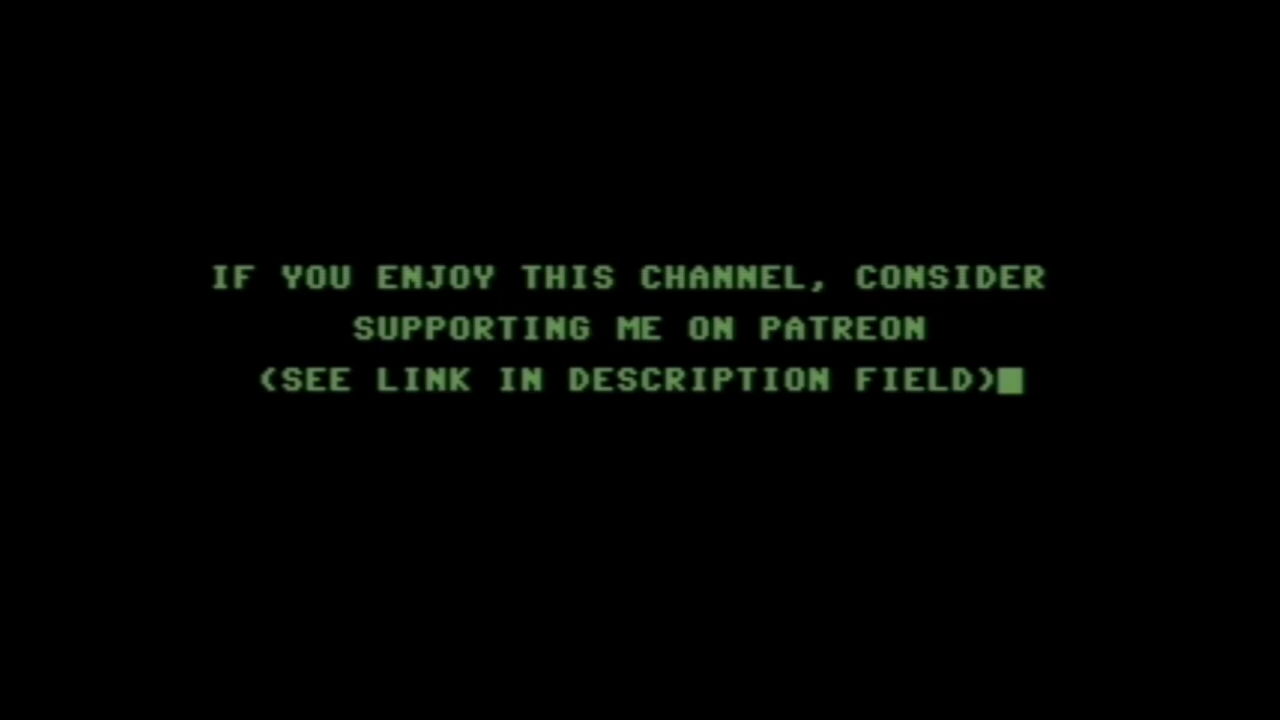 IF YOU ENJOY THIS CHANNEL, CONSIDER
SUPPORTING ME ON PATREON
(SEE LINK IN DESCRIPTION FIELD)